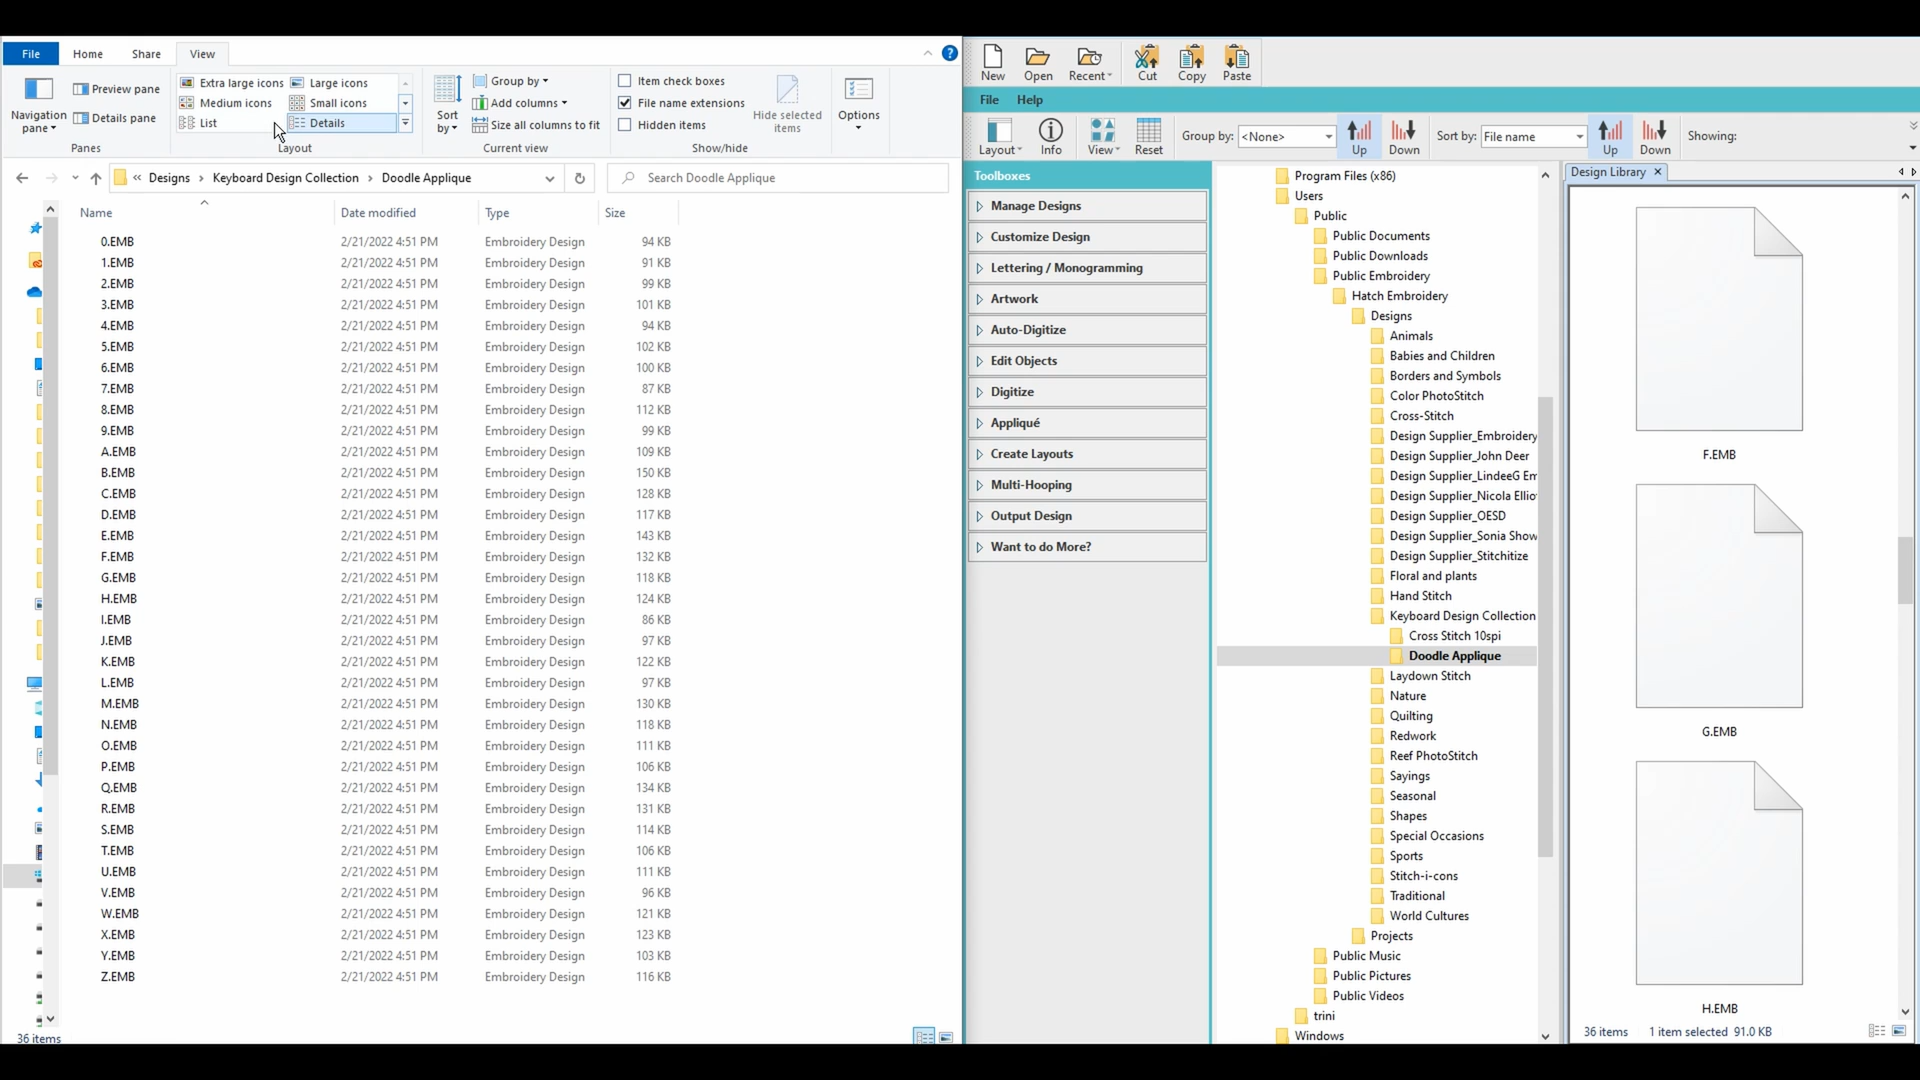 File Home Share View
Preview pane
Details pane
Navigation pane
Panes
Extra large icons Large icons
Medium icons Small icons
List Details
Layout
Sort by
Group by
Add columns
Size all columns to fit
Current view
Item check boxes
File name extensions
Hidden items
Hide selected items
Show/hide
Options
« Designs › Keyboard Design Collection › Doodle Applique
Search Doodle Applique
Name Date modified Type Size
0.EMB 2/21/2022 4:51 PM Embroidery Design 94 KB
1.EMB 2/21/2022 4:51 PM Embroidery Design 91 KB
2.EMB 2/21/2022 4:51 PM Embroidery Design 99 KB
3.EMB 2/21/2022 4:51 PM Embroidery Design 101 KB
4.EMB 2/21/2022 4:51 PM Embroidery Design 94 KB
5.EMB 2/21/2022 4:51 PM Embroidery Design 102 KB
6.EMB 2/21/2022 4:51 PM Embroidery Design 100 KB
7.EMB 2/21/2022 4:51 PM Embroidery Design 87 KB
8.EMB 2/21/2022 4:51 PM Embroidery Design 112 KB
9.EMB 2/21/2022 4:51 PM Embroidery Design 99 KB
A.EMB 2/21/2022 4:51 PM Embroidery Design 109 KB
B.EMB 2/21/2022 4:51 PM Embroidery Design 150 KB
C.EMB 2/21/2022 4:51 PM Embroidery Design 128 KB
D.EMB 2/21/2022 4:51 PM Embroidery Design 117 KB
E.EMB 2/21/2022 4:51 PM Embroidery Design 143 KB
F.EMB 2/21/2022 4:51 PM Embroidery Design 132 KB
G.EMB 2/21/2022 4:51 PM Embroidery Design 118 KB
H.EMB 2/21/2022 4:51 PM Embroidery Design 124 KB
I.EMB 2/21/2022 4:51 PM Embroidery Design 86 KB
J.EMB 2/21/2022 4:51 PM Embroidery Design 97 KB
K.EMB 2/21/2022 4:51 PM Embroidery Design 122 KB
L.EMB 2/21/2022 4:51 PM Embroidery Design 97 KB
M.EMB 2/21/2022 4:51 PM Embroidery Design 130 KB
N.EMB 2/21/2022 4:51 PM Embroidery Design 118 KB
O.EMB 2/21/2022 4:51 PM Embroidery Design 111 KB
P.EMB 2/21/2022 4:51 PM Embroidery Design 106 KB
Q.EMB 2/21/2022 4:51 PM Embroidery Design 134 KB
R.EMB 2/21/2022 4:51 PM Embroidery Design 131 KB
S.EMB 2/21/2022 4:51 PM Embroidery Design 114 KB
T.EMB 2/21/2022 4:51 PM Embroidery Design 106 KB
U.EMB 2/21/2022 4:51 PM Embroidery Design 111 KB
V.EMB 2/21/2022 4:51 PM Embroidery Design 96 KB
W.EMB 2/21/2022 4:51 PM Embroidery Design 121 KB
X.EMB 2/21/2022 4:51 PM Embroidery Design 123 KB
Y.EMB 2/21/2022 4:51 PM Embroidery Design 103 KB
Z.EMB 2/21/2022 4:51 PM Embroidery Design 116 KB
36 items
New Open Recent Cut Copy Paste
File Help
Layout Info View Reset Group by: <None> Up Down Sort by: File name Up Down Showing:
Toolboxes
Manage Designs
Customize Design
Lettering / Monogramming
Artwork
Auto-Digitize
Edit Objects
Digitize
Appliqué
Create Layouts
Multi-Hooping
Output Design
Want to do More?
Program Files (x86)
Users
Public
Public Documents
Public Downloads
Public Embroidery
Hatch Embroidery
Designs
Animals
Babies and Children
Borders and Symbols
Color PhotoStitch
Cross-Stitch
Design Supplier_Embroidery
Design Supplier_John Deer
Design Supplier_LindeeG Em
Design Supplier_Nicola Ellio
Design Supplier_OESD
Design Supplier_Sonia Show
Design Supplier_Stitchitize
Floral and plants
Hand Stitch
Keyboard Design Collection
Cross Stitch 10spi
Doodle Applique
Laydown Stitch
Nature
Quilting
Redwork
Reef PhotoStitch
Sayings
Seasonal
Shapes
Special Occasions
Sports
Stitch-i-cons
Traditional
World Cultures
Projects
Public Music
Public Pictures
Public Videos
trini
Windows
Design Library
F.EMB
G.EMB
H.EMB
36 items 1 item selected 91.0 KB